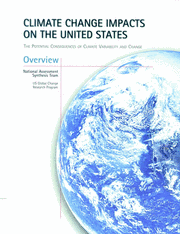 CLIMATE CHANGE IMPACTS
ON THE UNITED STATES
THE POTENTIAL CONSEQUENCES OF CLIMATE VARIABILITY AND CHANGE
Overview
National Assessment
Synthesis Team
US Global Change
Research Program